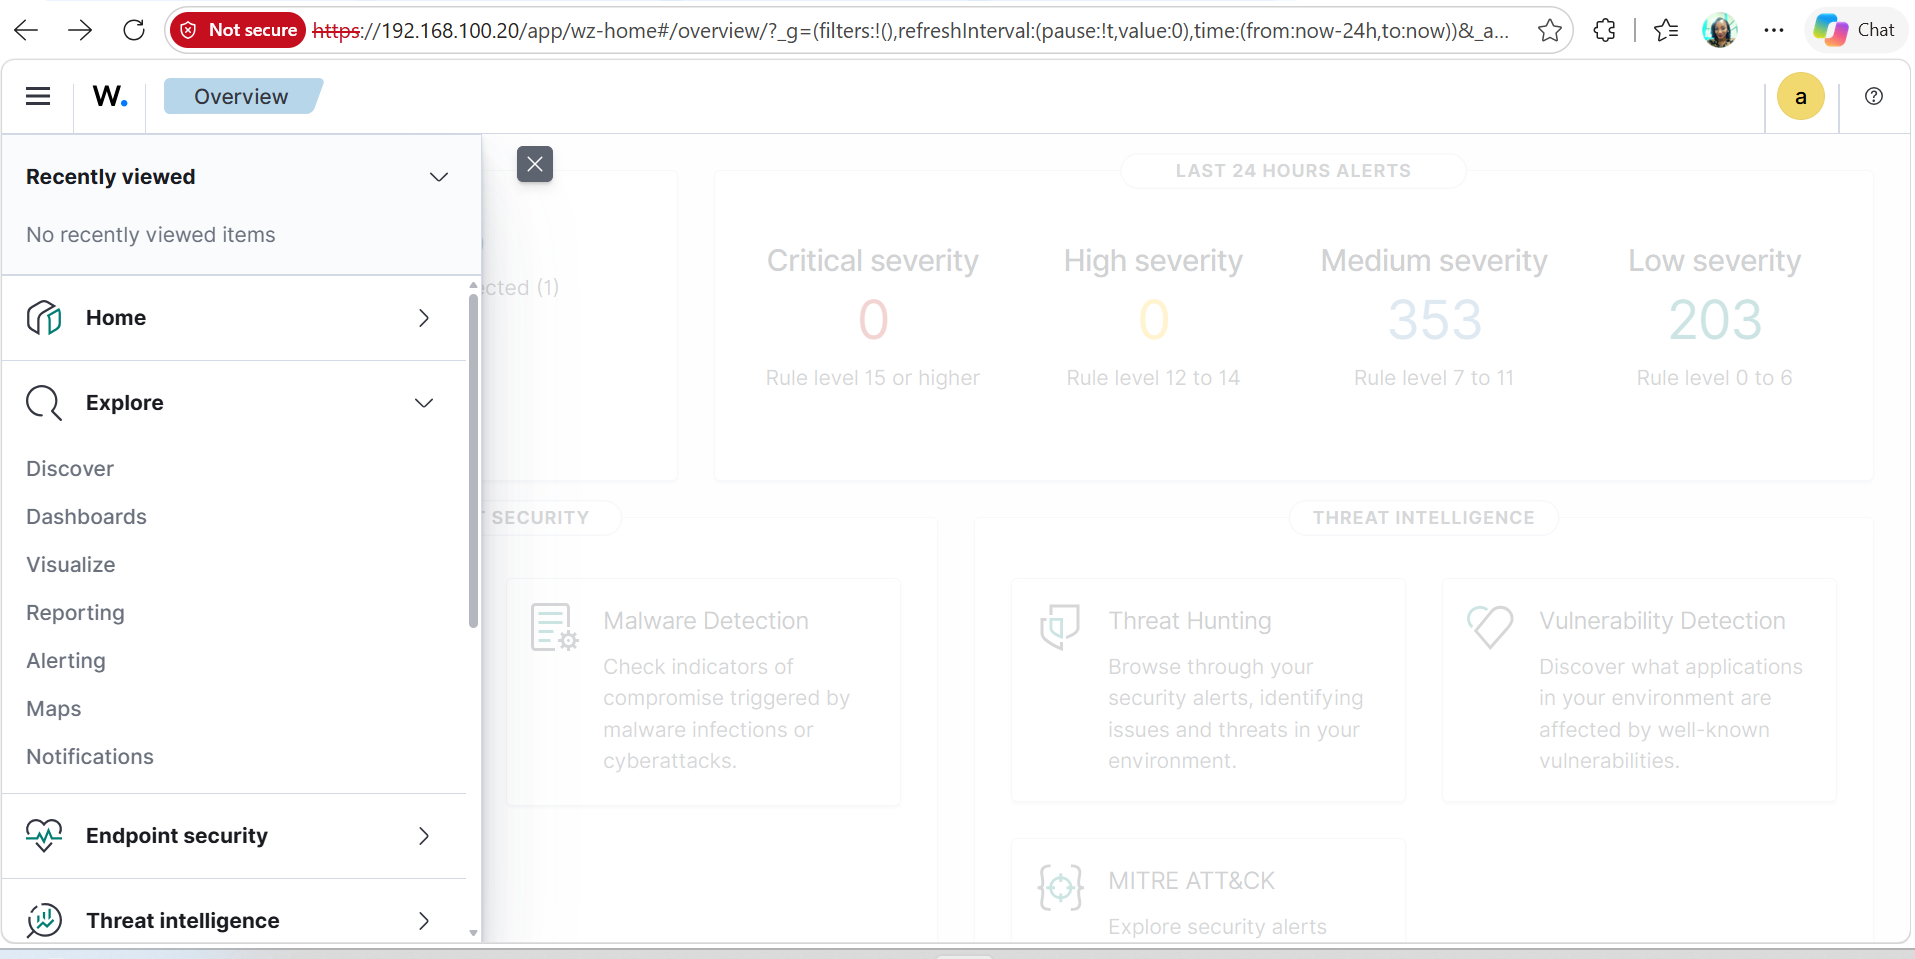 Not secure
https://192.168.100.20/app/wz-home#/overview/?_g=(filters:!(),refreshInterval:(pause:!t,value:0),time:(from:now-24h,to:now))&_a...
Chat
W.
Overview
a
Recently viewed
No recently viewed items
Home
Explore
Discover
Dashboards
Visualize
Reporting
Alerting
Maps
Notifications
Endpoint security
Threat intelligence
ected (1)
LAST 24 HOURS ALERTS
Critical severity
0
Rule level 15 or higher
High severity
0
Rule level 12 to 14
Medium severity
353
Rule level 7 to 11
Low severity
203
Rule level 0 to 6
T SECURITY
Malware Detection
Check indicators of
compromise triggered by
malware infections or
cyberattacks.
THREAT INTELLIGENCE
Threat Hunting
Browse through your
security alerts, identifying
issues and threats in your
environment.
Vulnerability Detection
Discover what applications
in your environment are
affected by well-known
vulnerabilities.
MITRE ATT&CK
Explore security alerts